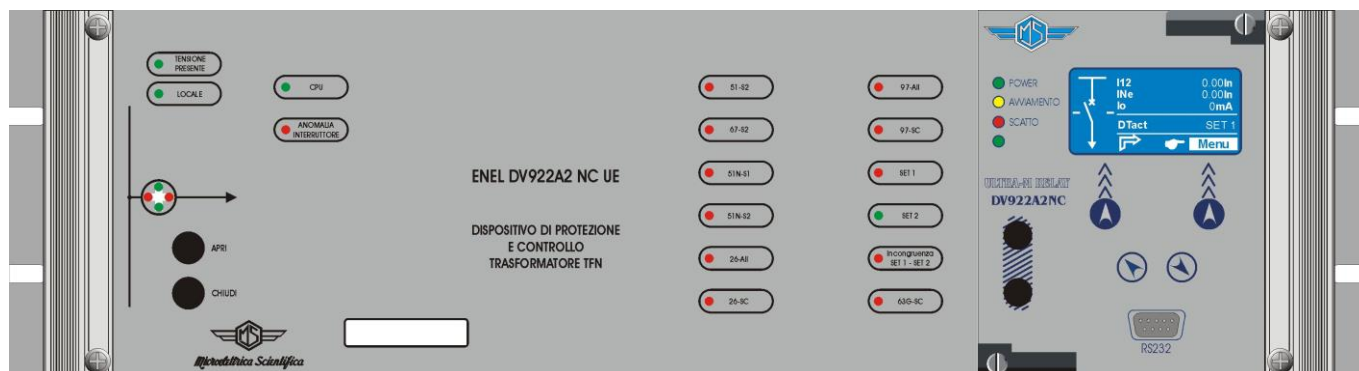 TENSIONE
PRESENTE
LOCALE
CPU
ANOMALIA
INTERRUTTORE
APRI
CHIUDI
MS
Microelettrica Scientifica
ENEL DV922A2 NC UE
DISPOSITIVO DI PROTEZIONE
E CONTROLLO
TRASFORMATORE TFN
51-S2
67-S2
51N-S1
51N-S2
26-All
26-SC
97-All
97-SC
SET 1
SET 2
Incongruenza
SET 1 - SET 2
63G-SC
MS
POWER
AVVIAMENTO
SCATTO
I12 0.00In
INe 0.00In
Io 0mA
DTact SET 1
Menu
ULTRA-M RELAY
DV922A2NC
RS232